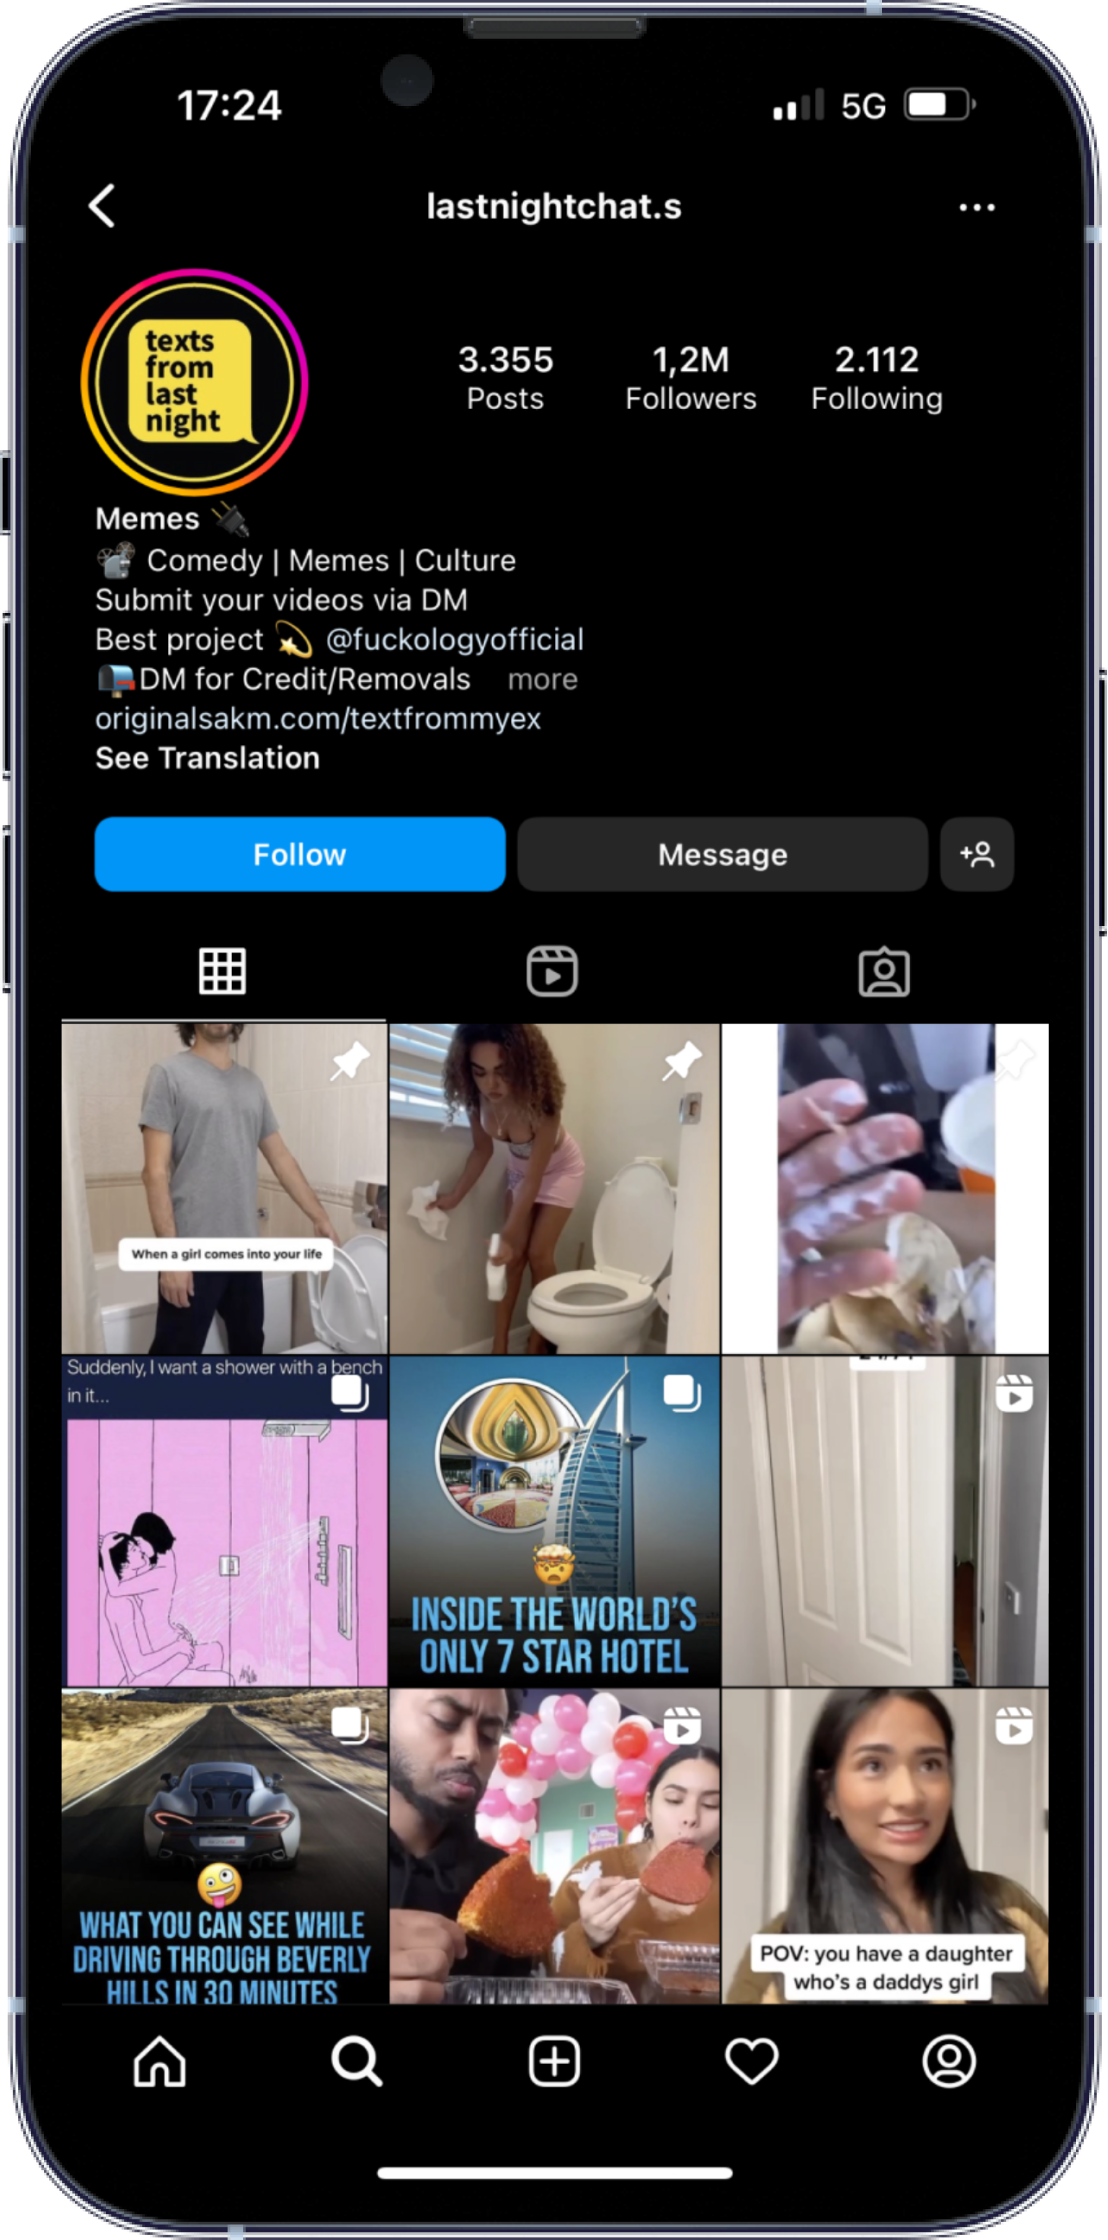 17:24
5G
lastnightchat.s
texts
from
last
night
3.355
Posts
1,2M
Followers
2.112
Following
Memes 🔌
📽️ Comedy | Memes | Culture
Submit your videos via DM
Best project 💫 @fuckologyofficial
📪DM for Credit/Removals more
originalsakm.com/textfrommyex
See Translation
Follow
Message
When a girl comes into your life
Suddenly, I want a shower with a bench
in it...
INSIDE THE WORLD'S
ONLY 7 STAR HOTEL
WHAT YOU CAN SEE WHILE
DRIVING THROUGH BEVERLY
HILLS IN 30 MINUTES
POV: you have a daughter
who's a daddys girl